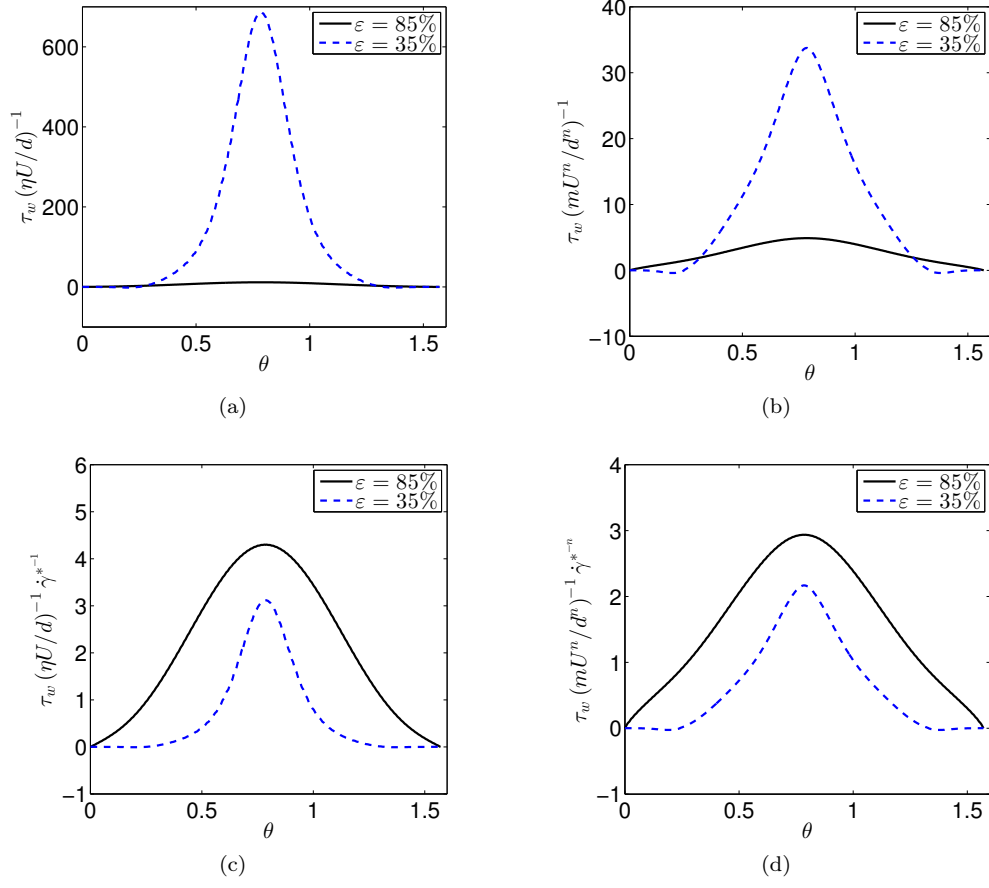 ε = 85%
ε = 35%
600
400
200
0
τ_w (ηU/d)^{-1}
0 0.5 1 1.5
θ
(a)
ε = 85%
ε = 35%
40
30
20
10
0
−10
τ_w (mU^n/d^n)^{-1}
0 0.5 1 1.5
θ
(b)
ε = 85%
ε = 35%
6
5
4
3
2
1
0
−1
τ_w (ηU/d)^{-1} γ̇^{*^{-1}}
0 0.5 1 1.5
θ
(c)
ε = 85%
ε = 35%
4
3
2
1
0
−1
τ_w (mU^n/d^n)^{-1} γ̇^{*^{-n}}
0 0.5 1 1.5
θ
(d)